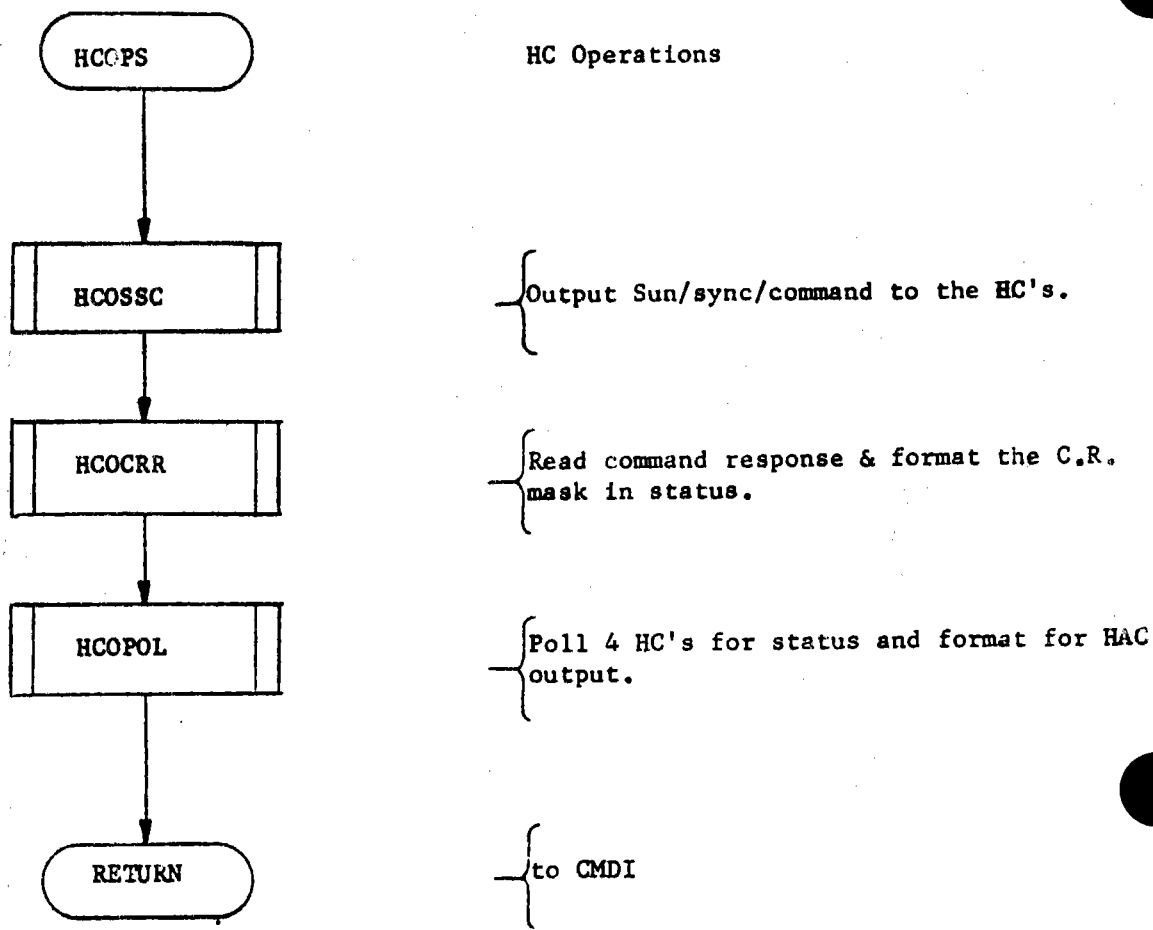 HCOPS
HC Operations
HCOSSC
Output Sun/sync/command to the HC's.
HCOCRR
Read command response & format the C.R.
mask in status.
HCOPOL
Poll 4 HC's for status and format for HAC
output.
RETURN
to CMDI